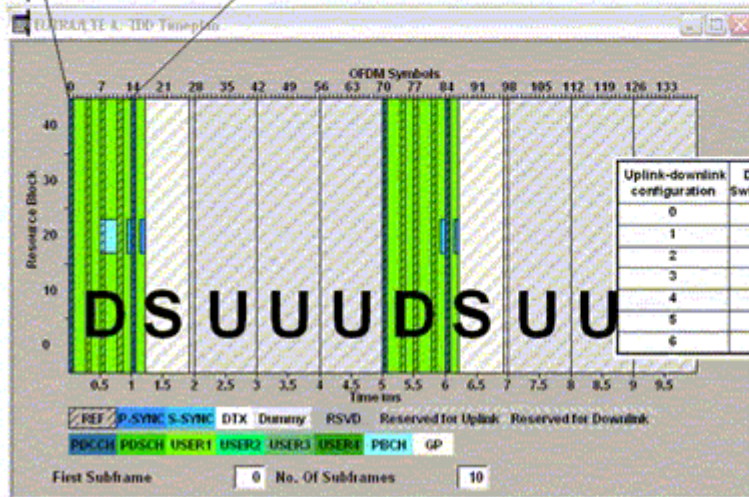 EUTRA/LTE A. TDD Timeplan
OFDM Symbols
0 7 14 21 28 35 42 49 56 63 70 77 84 91 98 105 112 119 126 133
Resource Block
40
30
20
10
0
D S U U U D S U U
Uplink-downlink configuration
0
1
2
3
4
5
6
0.5 1 1.5 2 2.5 3 3.5 4 4.5 5 5.5 6 6.5 7 7.5 8 8.5 9 9.5
Time ms
REF P-SYNC S-SYNC DTX Dummy RSVD Reserved for Uplink Reserved for Downlink
PDCCH PDSCH USER1 USER2 USER3 USER4 PBCH GP
First Subframe 0 No. Of Subframes 10